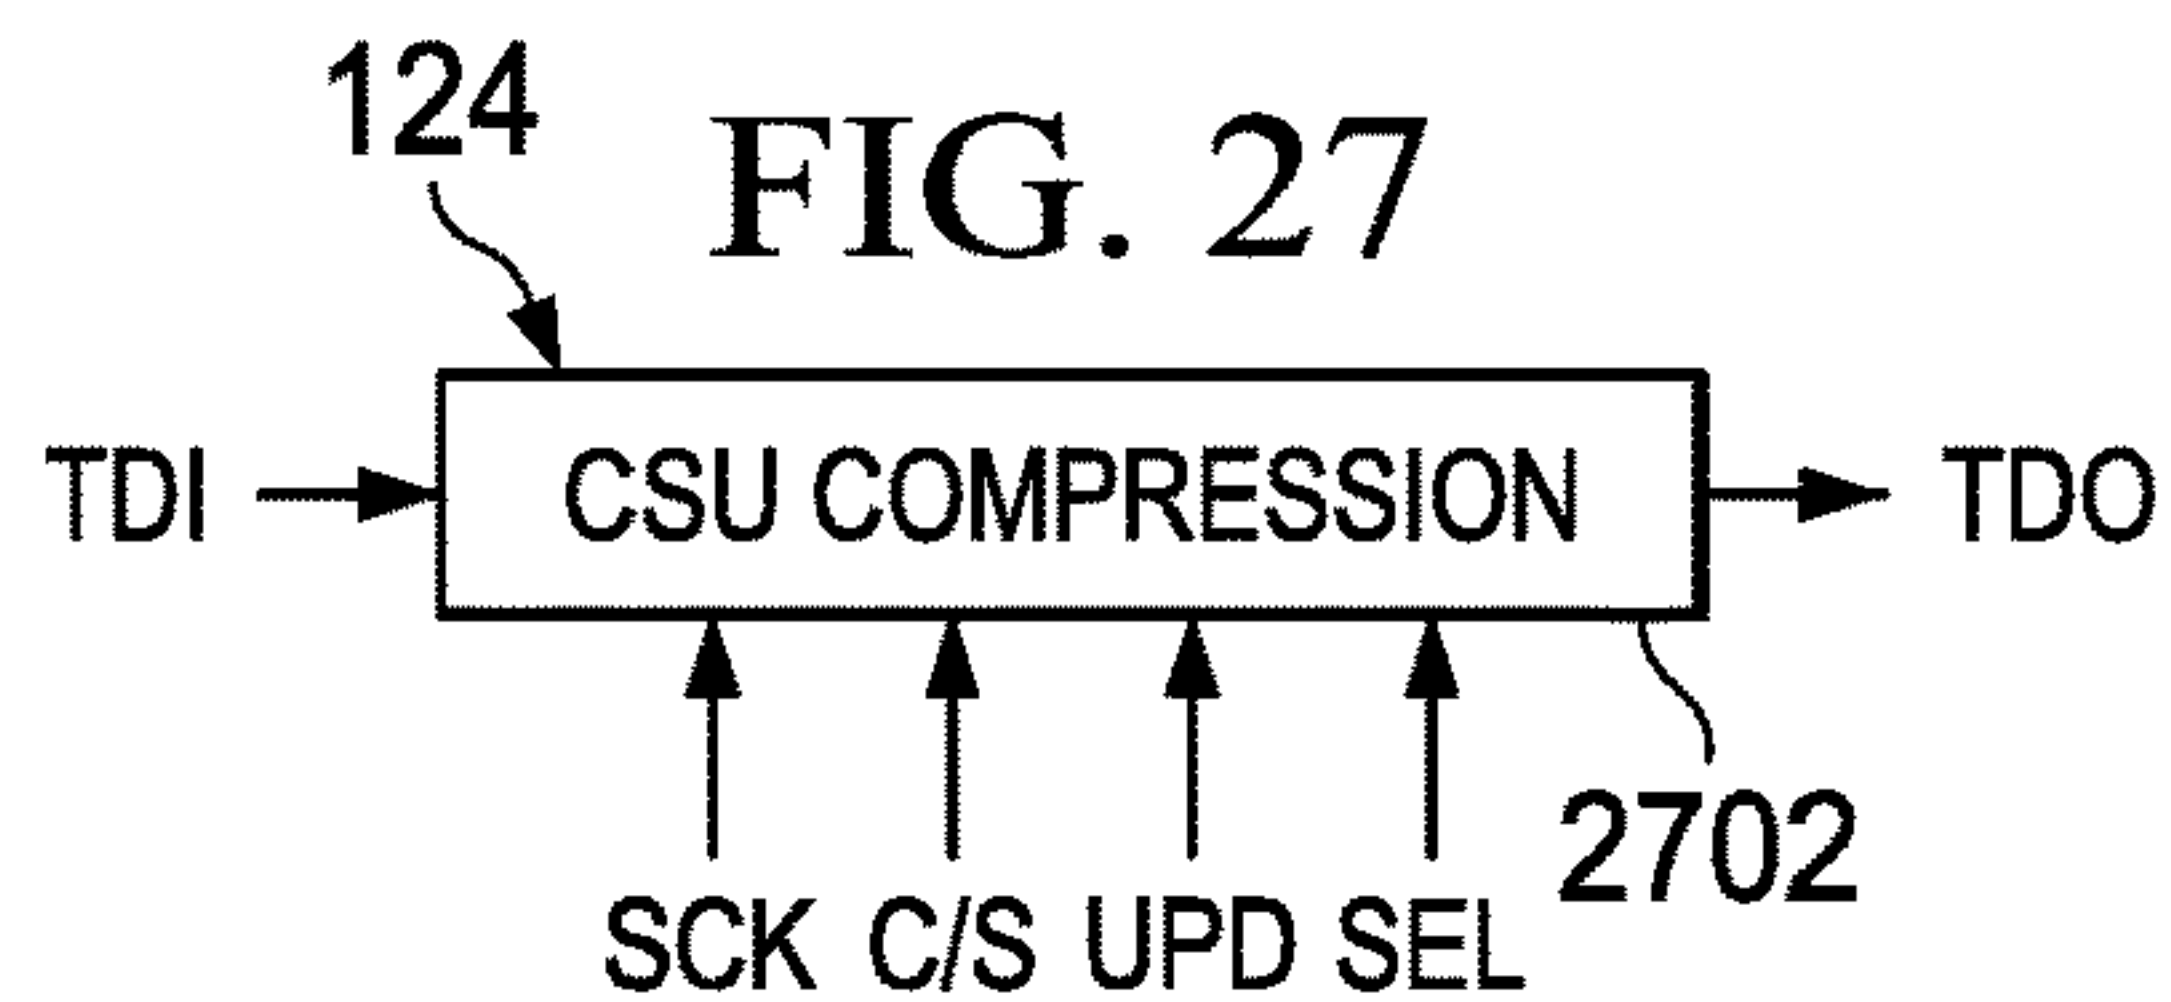 124
FIG. 27
TDI
CSU COMPRESSION
TDO
2702
SCK C/S UPD SEL